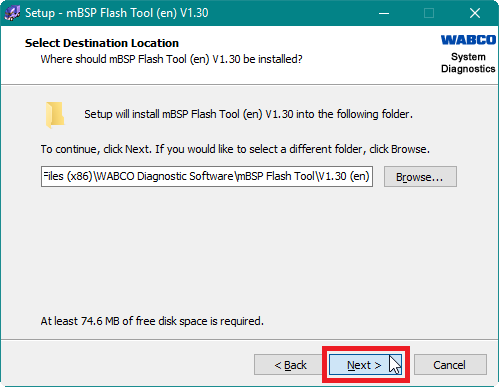 Setup - mBSP Flash Tool (en) V1.30
Select Destination Location
Where should mBSP Flash Tool (en) V1.30 be installed?
WABCO
System
Diagnostics
Setup will install mBSP Flash Tool (en) V1.30 into the following folder.
To continue, click Next. If you would like to select a different folder, click Browse.
Files (x86)\WABCO Diagnostic Software\mBSP Flash Tool\V1.30 (en)
Browse...
At least 74.6 MB of free disk space is required.
< Back
Next >
Cancel